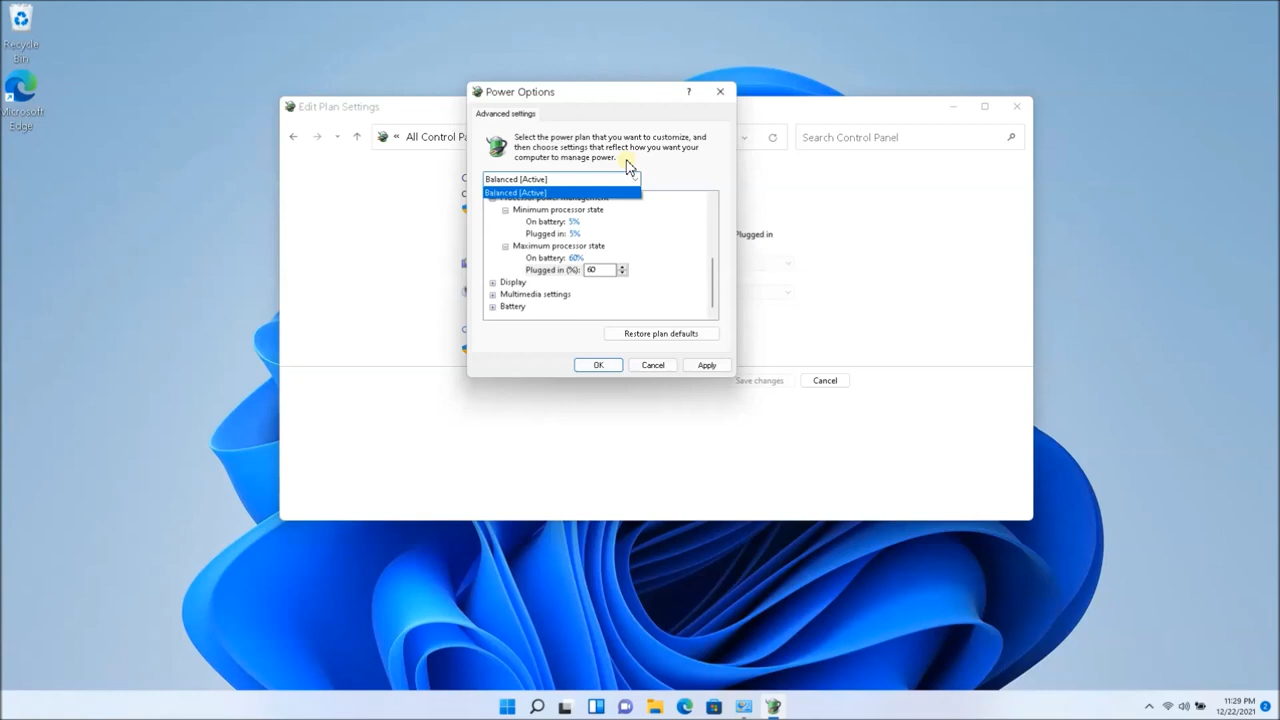 Recycle
Bin
Microsoft
Edge
Edit Plan Settings
All Control Pa
Search Control Panel
Plugged in
Save changes
Cancel
Power Options
?
Advanced settings
Select the power plan that you want to customize, and
then choose settings that reflect how you want your
computer to manage power.
Balanced [Active]
Balanced [Active]
Processor power management
Minimum processor state
On battery: 5%
Plugged in: 5%
Maximum processor state
On battery: 60%
Plugged in (%): 60
Display
Multimedia settings
Battery
Restore plan defaults
OK
Cancel
Apply
11:29 PM
12/22/2021
2